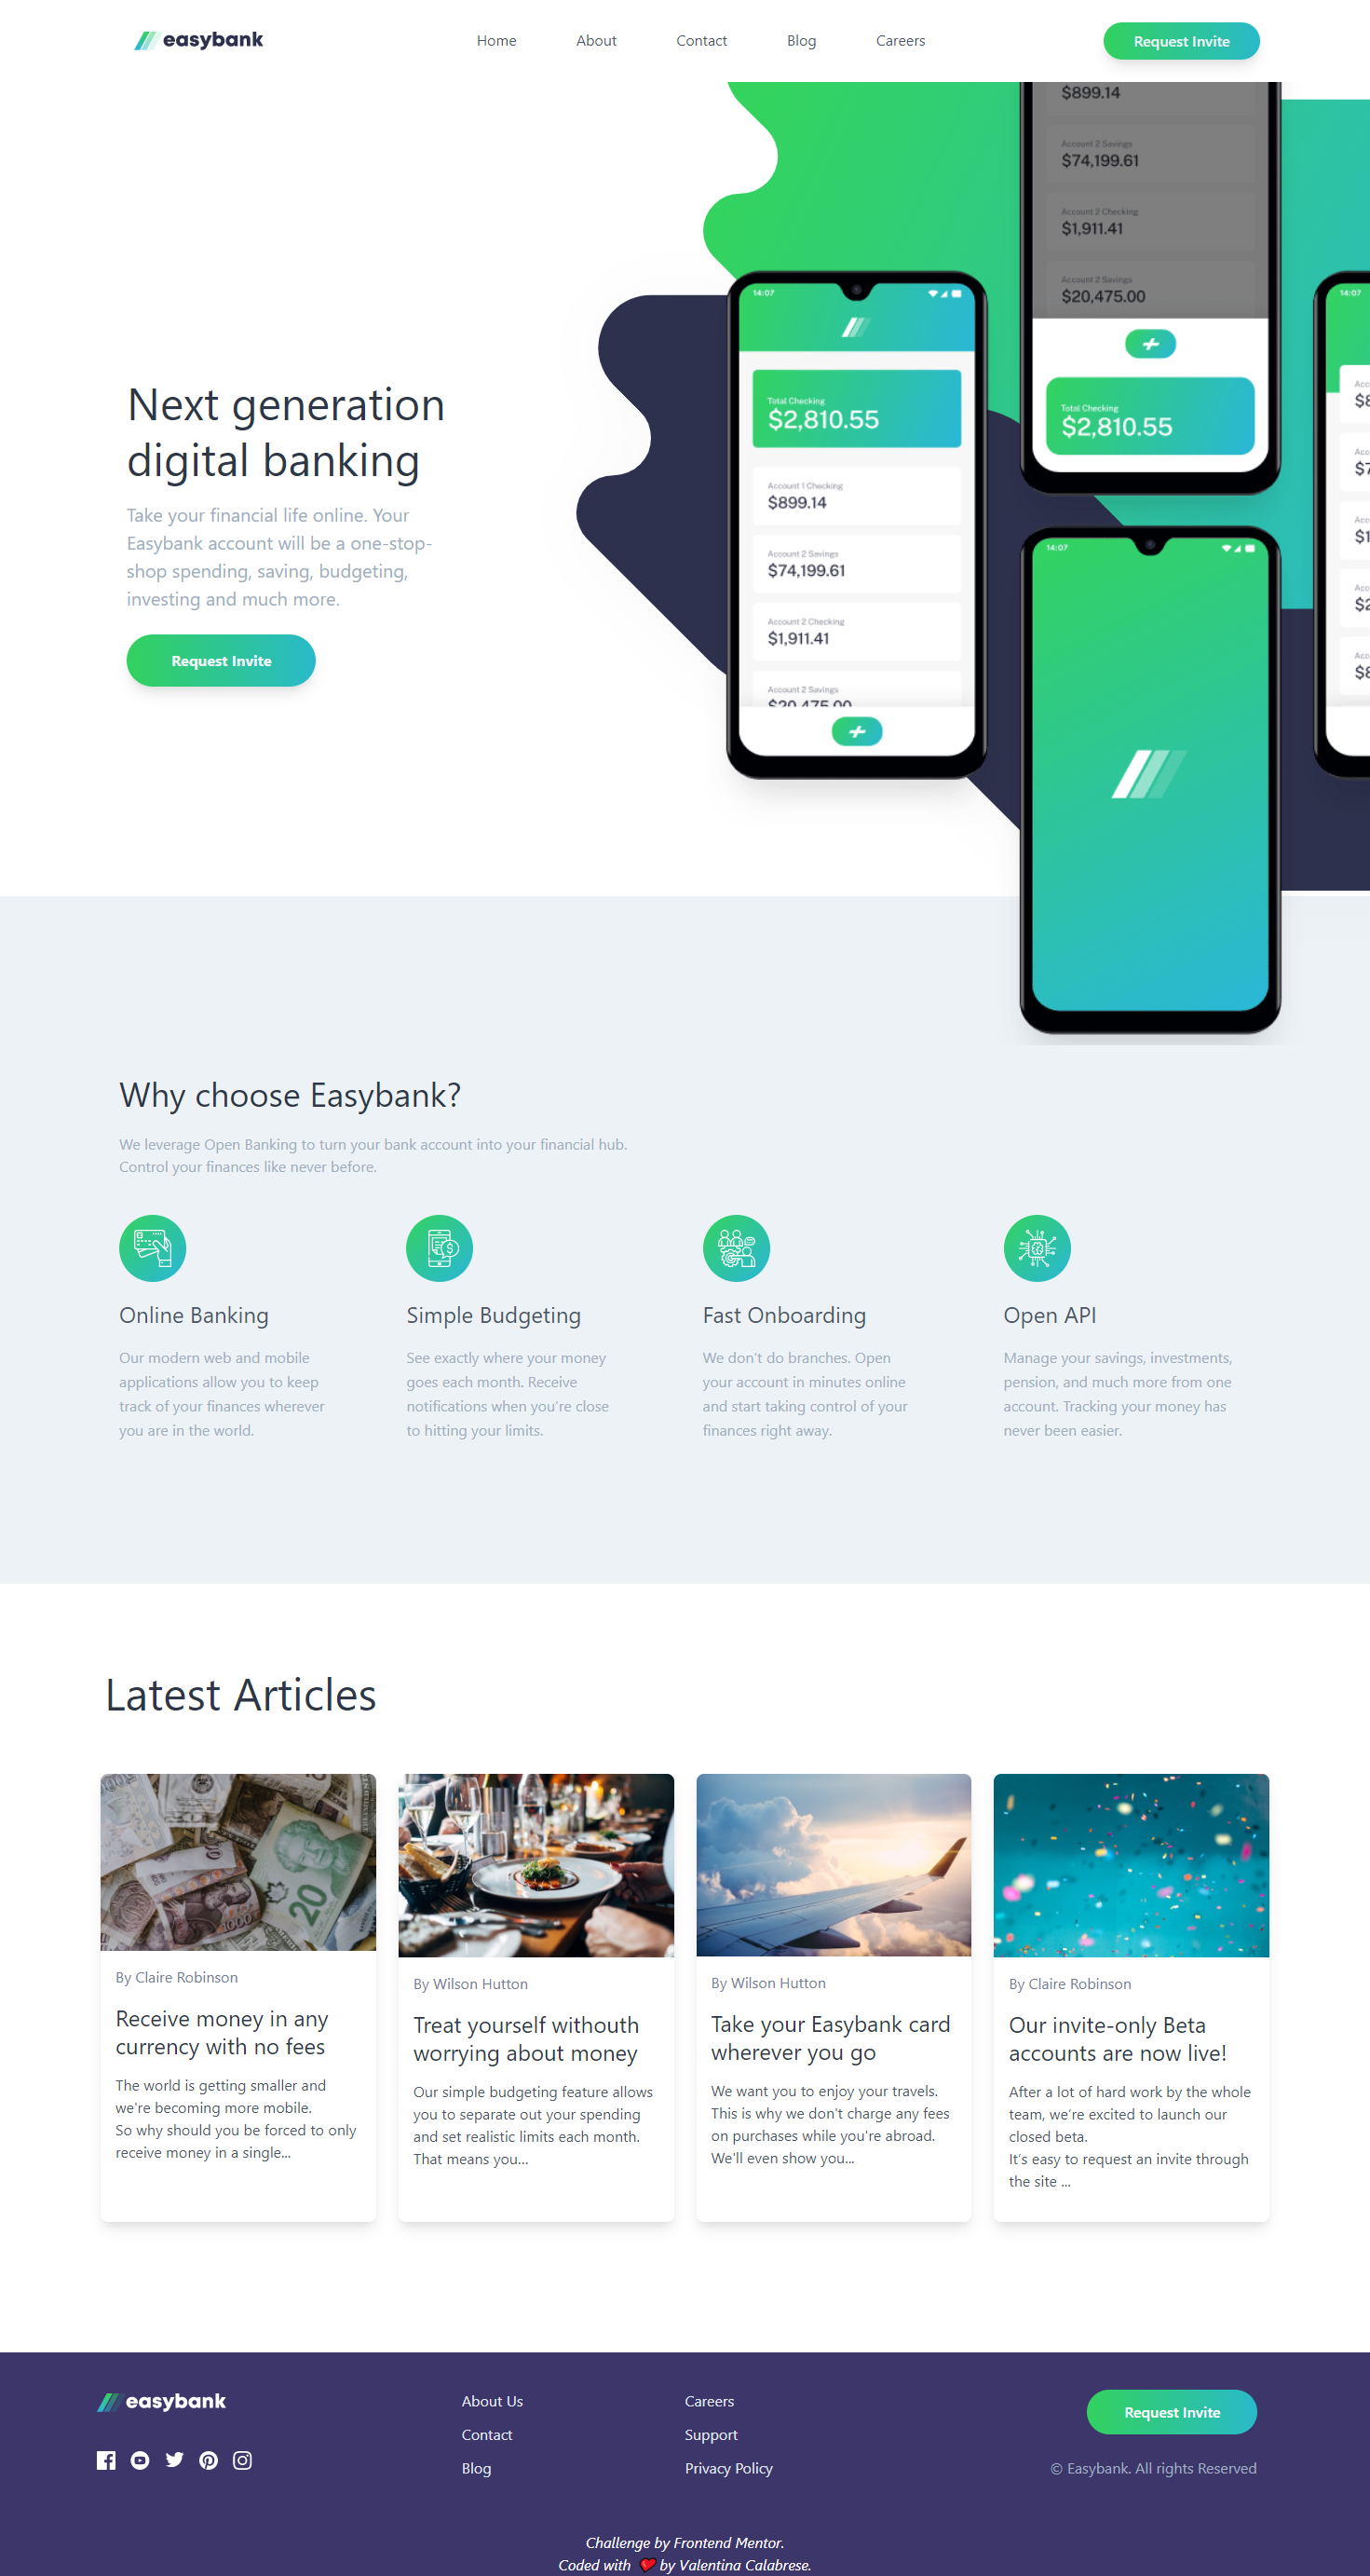 easybank
Home
About
Contact
Blog
Careers
Request Invite
$899.14
Account 2 Savings
$74,199.61
Account 2 Checking
$1,911.41
Account 2 Savings
$20,475.00
Total Checking
$2,810.55
14:07
Total Checking
$2,810.55
Account 1 Checking
$899.14
Account 2 Savings
$74,199.61
Account 2 Checking
$1,911.41
Account 2 Savings
$20,475.00
14:07
14:07
Next generation
digital banking
Take your financial life online. Your
Easybank account will be a one-stop-
shop spending, saving, budgeting,
investing and much more.
Request Invite
Why choose Easybank?
We leverage Open Banking to turn your bank account into your financial hub.
Control your finances like never before.
Online Banking
Our modern web and mobile
applications allow you to keep
track of your finances wherever
you are in the world.
Simple Budgeting
See exactly where your money
goes each month. Receive
notifications when you're close
to hitting your limits.
Fast Onboarding
We don't do branches. Open
your account in minutes online
and start taking control of your
finances right away.
Open API
Manage your savings, investments,
pension, and much more from one
account. Tracking your money has
never been easier.
Latest Articles
20
By Claire Robinson
Receive money in any
currency with no fees
The world is getting smaller and
we're becoming more mobile.
So why should you be forced to only
receive money in a single...
By Wilson Hutton
Treat yourself withouth
worrying about money
Our simple budgeting feature allows
you to separate out your spending
and set realistic limits each month.
That means you...
By Wilson Hutton
Take your Easybank card
wherever you go
We want you to enjoy your travels.
This is why we don't charge any fees
on purchases while you're abroad.
We'll even show you...
By Claire Robinson
Our invite-only Beta
accounts are now live!
After a lot of hard work by the whole
team, we're excited to launch our
closed beta.
It's easy to request an invite through
the site ...
easybank
About Us
Contact
Blog
Careers
Support
Privacy Policy
Request Invite
© Easybank. All rights Reserved
Challenge by Frontend Mentor.
Coded with ❤ by Valentina Calabrese.